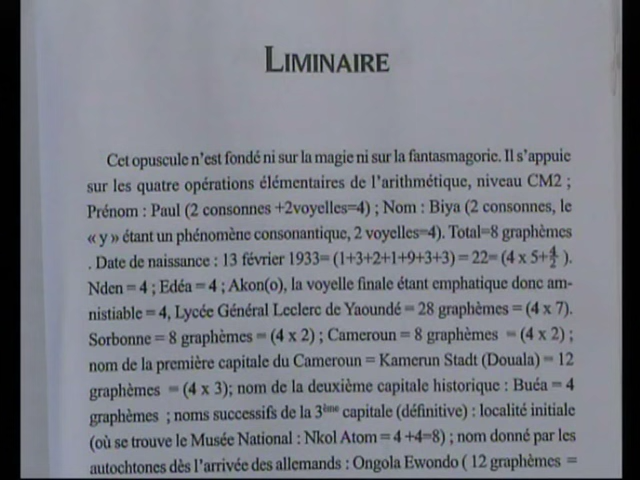 LIMINAIRE
Cet opuscule n'est fondé ni sur la magie ni sur la fantasmagorie. Il s'appuie
sur les quatre opérations élémentaires de l'arithmétique, niveau CM2 ;
Prénom : Paul (2 consonnes +2voyelles=4) ; Nom : Biya (2 consonnes, le
« y » étant un phénomène consonantique, 2 voyelles=4). Total=8 graphèmes
. Date de naissance : 13 février 1933= (1+3+2+1+9+3+3) = 22= (4 x 5+4/2 ).
Nden = 4 ; Edéa = 4 ; Akon(o), la voyelle finale étant emphatique donc am-
nistiable = 4, Lycée Général Leclerc de Yaoundé = 28 graphèmes = (4 x 7).
Sorbonne = 8 graphèmes = (4 x 2) ; Cameroun = 8 graphèmes = (4 x 2) ;
nom de la première capitale du Cameroun = Kamerun Stadt (Douala) = 12
graphèmes = (4 x 3); nom de la deuxième capitale historique : Buéa = 4
graphèmes ; noms successifs de la 3ème capitale (définitive) : localité initiale
(où se trouve le Musée National : Nkol Atom = 4 +4=8) ; nom donné par les
autochtones dès l'arrivée des allemands : Ongola Ewondo ( 12 graphèmes =